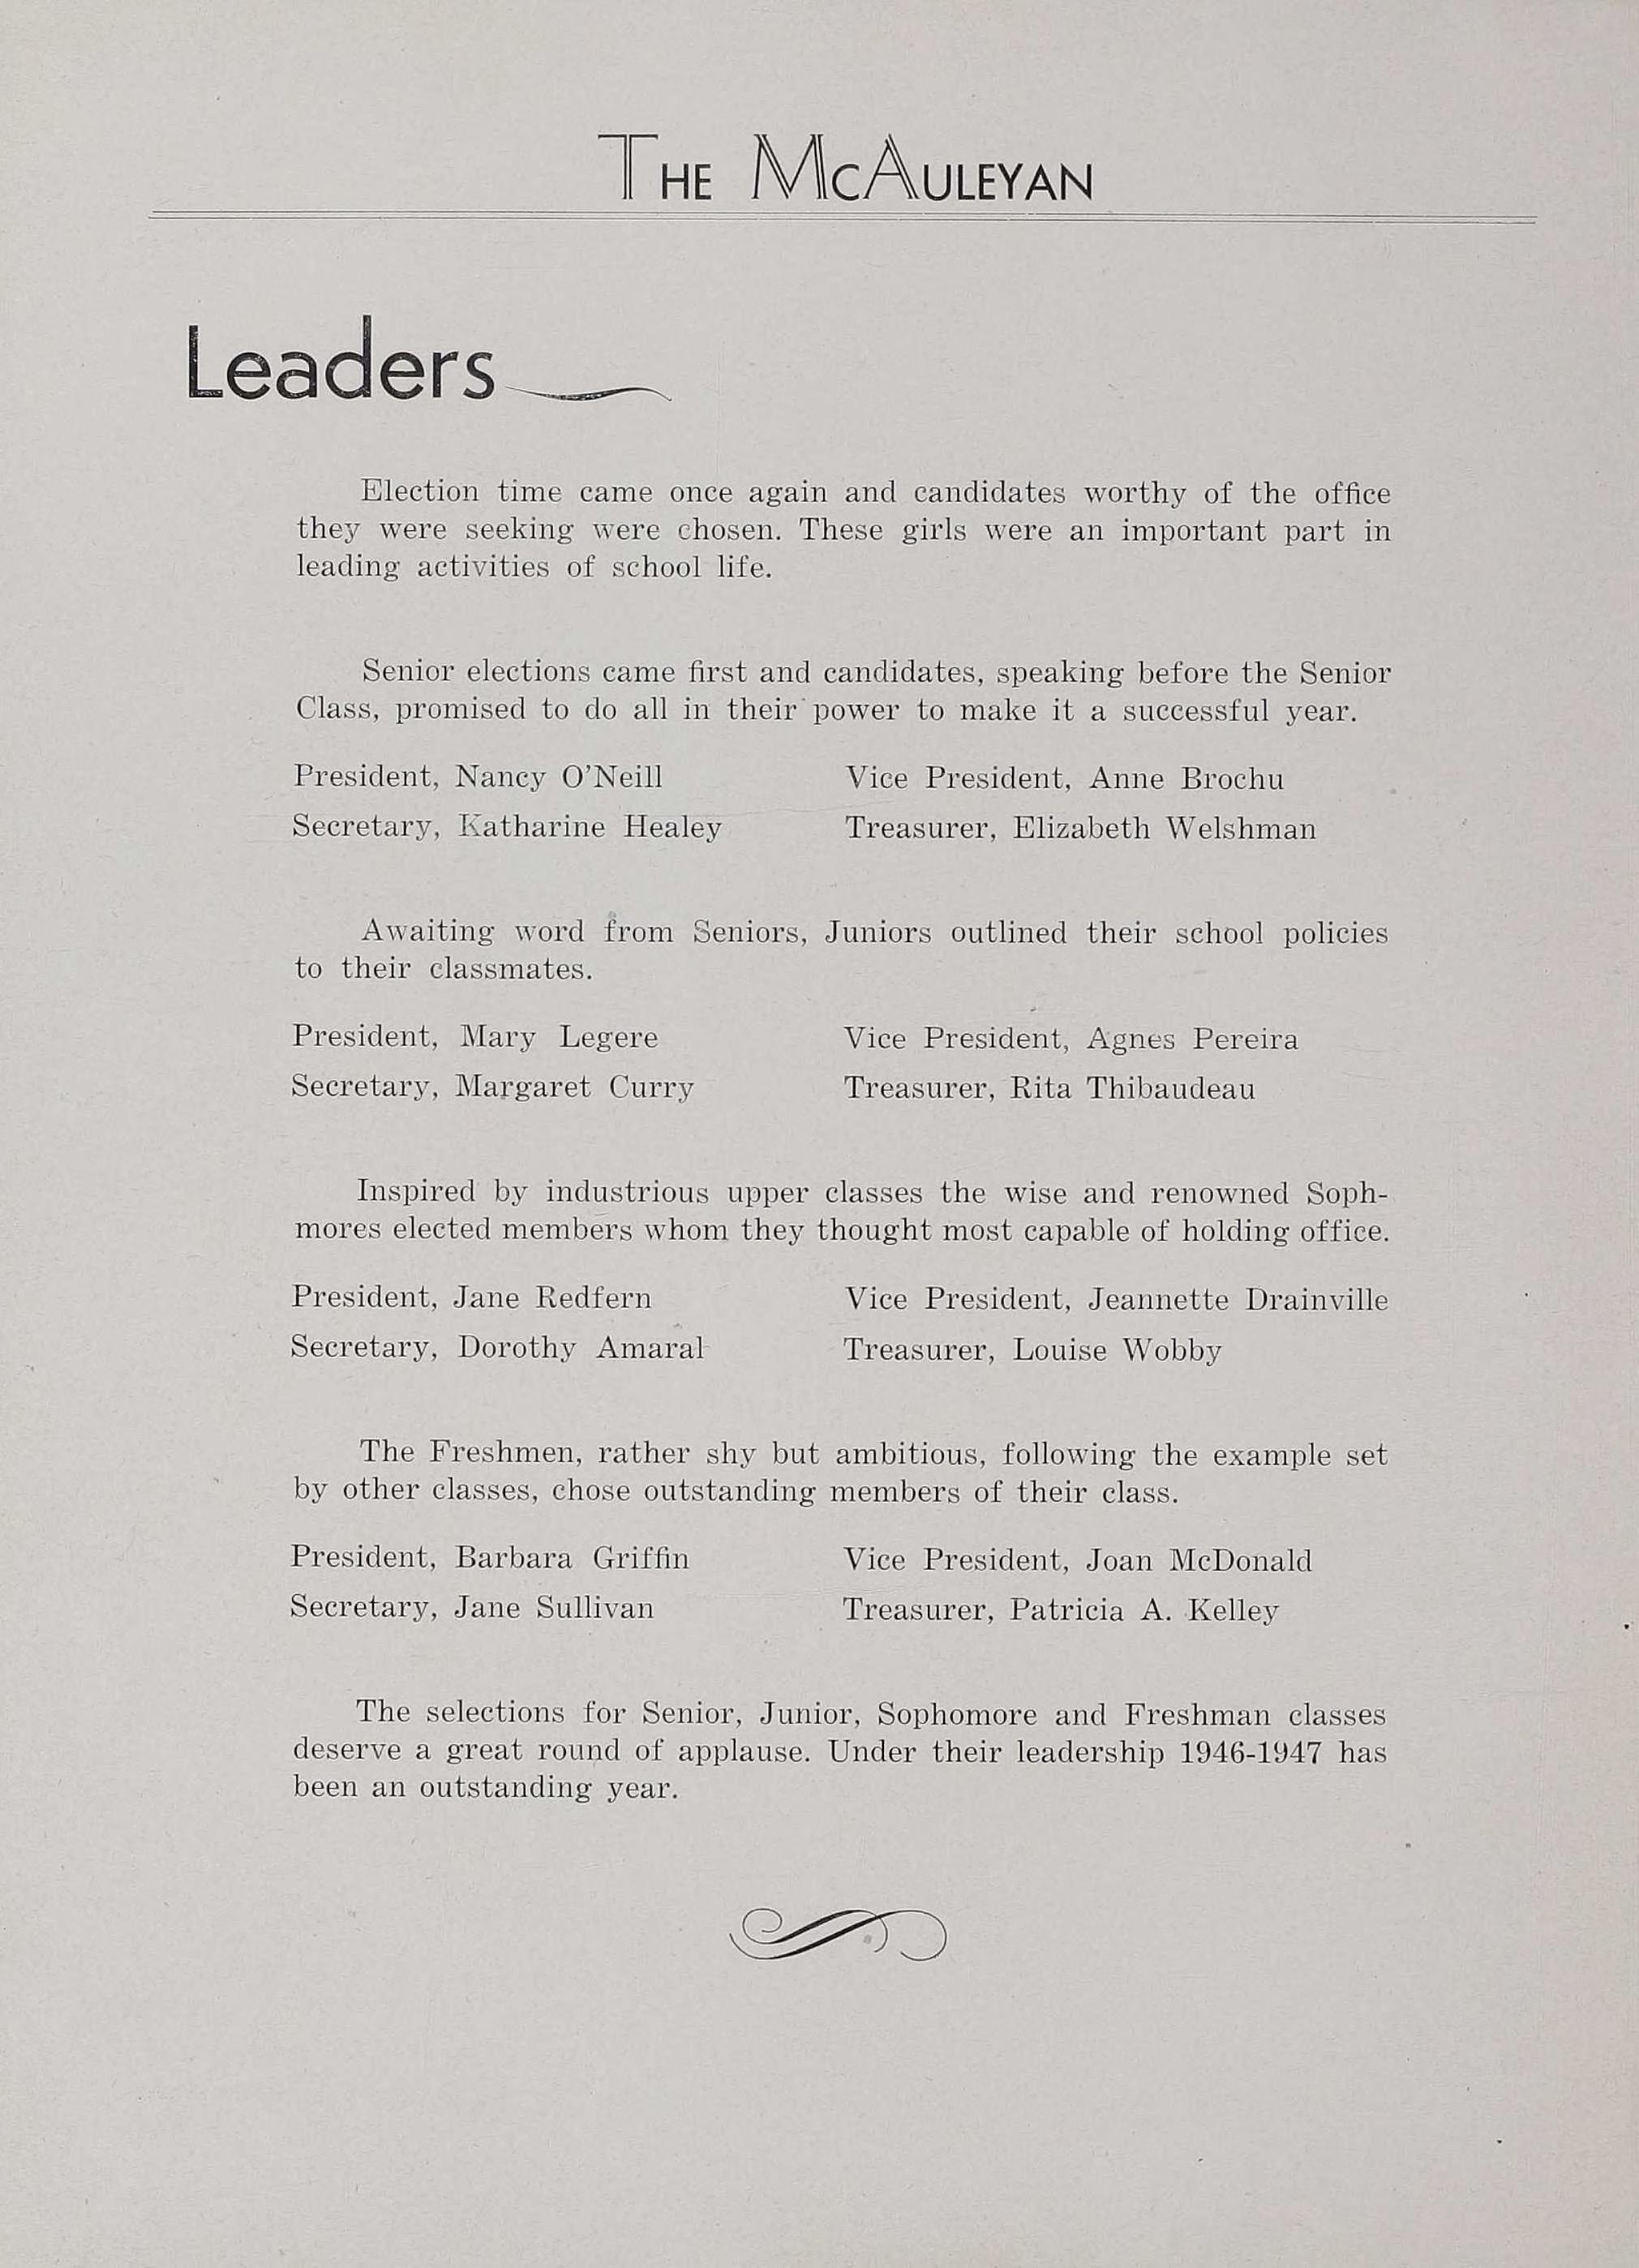 The McAuleyan
Leaders
Election time came once again and candidates worthy of the office
they were seeking were chosen. These girls were an important part in
leading activities of school life.
Senior elections came first and candidates, speaking before the Senior
Class, promised to do all in their power to make it a successful year.
President, Nancy O'Neill Vice President, Anne Brochu
Secretary, Katharine Healey Treasurer, Elizabeth Welshman
Awaiting word from Seniors, Juniors outlined their school policies
to their classmates.
President, Mary Legere Vice President, Agnes Pereira
Secretary, Margaret Curry Treasurer, Rita Thibaudeau
Inspired by industrious upper classes the wise and renowned Soph-
mores elected members whom they thought most capable of holding office.
President, Jane Redfern Vice President, Jeannette Drainville
Secretary, Dorothy Amaral Treasurer, Louise Wobby
The Freshmen, rather shy but ambitious, following the example set
by other classes, chose outstanding members of their class.
President, Barbara Griffin Vice President, Joan McDonald
Secretary, Jane Sullivan Treasurer, Patricia A. Kelley
The selections for Senior, Junior, Sophomore and Freshman classes
deserve a great round of applause. Under their leadership 1946-1947 has
been an outstanding year.